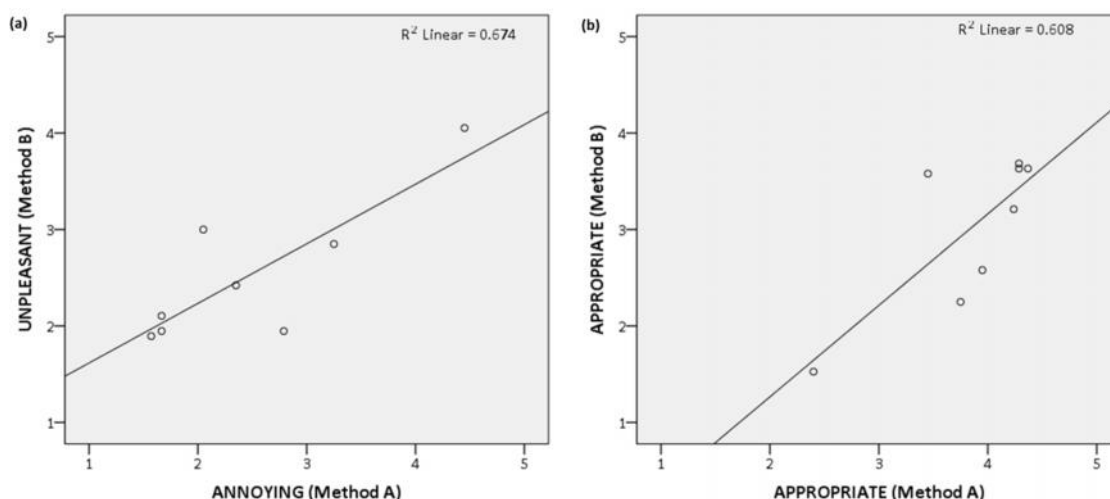 (a)
R² Linear = 0.674
5
4
3
2
1
UNPLEASANT (Method B)
1 2 3 4 5
ANNOYING (Method A)
(b)
R² Linear = 0.608
5
4
3
2
1
APPROPRIATE (Method B)
1 2 3 4 5
APPROPRIATE (Method A)